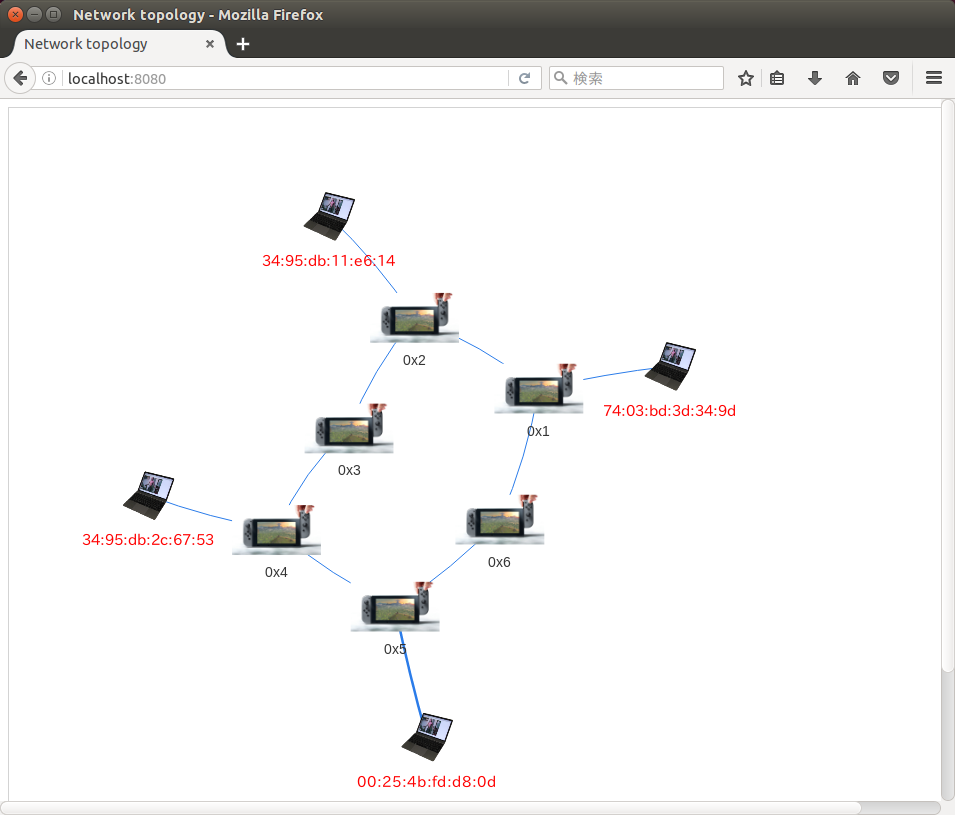 Network topology - Mozilla Firefox
Network topology
localhost:8080
検索
34:95:db:11:e6:14
0x2
74:03:bd:3d:34:9d
0x1
0x3
34:95:db:2c:67:53
0x6
0x4
0x5
00:25:4b:fd:d8:0d